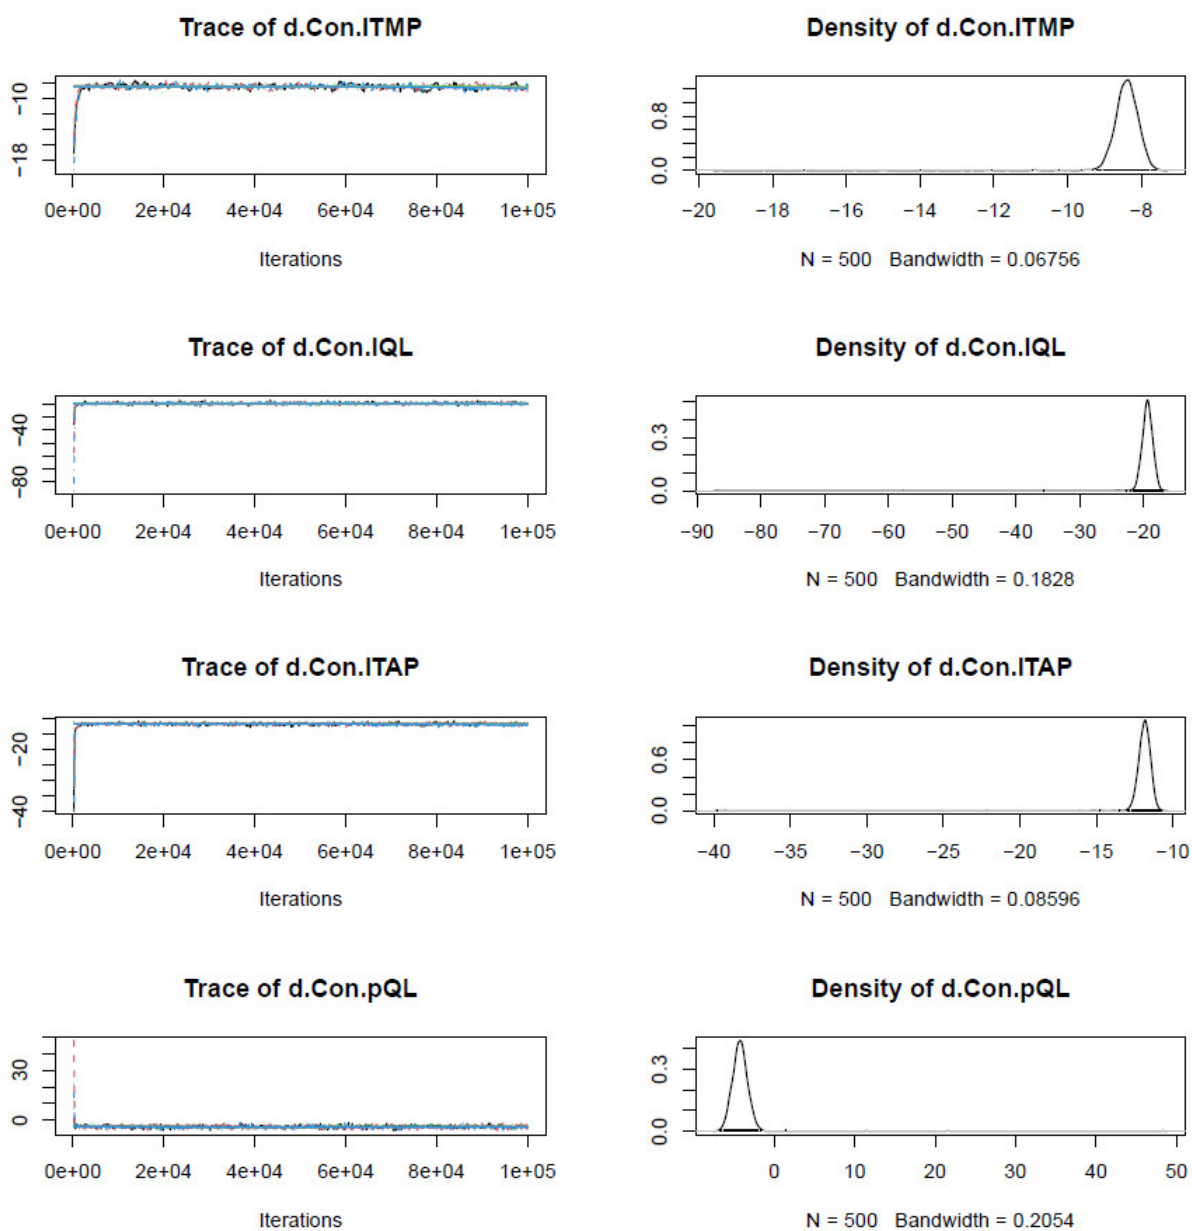 Trace of d.Con.ITMP
Density of d.Con.ITMP
-10
-18
0e+00 2e+04 4e+04 6e+04 8e+04 1e+05
Iterations
0.8
0.0
-20 -18 -16 -14 -12 -10 -8
N = 500 Bandwidth = 0.06756
Trace of d.Con.IQL
Density of d.Con.IQL
-40
-80
0e+00 2e+04 4e+04 6e+04 8e+04 1e+05
Iterations
0.3
0.0
-90 -80 -70 -60 -50 -40 -30 -20
N = 500 Bandwidth = 0.1828
Trace of d.Con.ITAP
Density of d.Con.ITAP
-20
-40
0e+00 2e+04 4e+04 6e+04 8e+04 1e+05
Iterations
0.6
0.0
-40 -35 -30 -25 -20 -15 -10
N = 500 Bandwidth = 0.08596
Trace of d.Con.pQL
Density of d.Con.pQL
30
0
0e+00 2e+04 4e+04 6e+04 8e+04 1e+05
Iterations
0.3
0.0
0 10 20 30 40 50
N = 500 Bandwidth = 0.2054